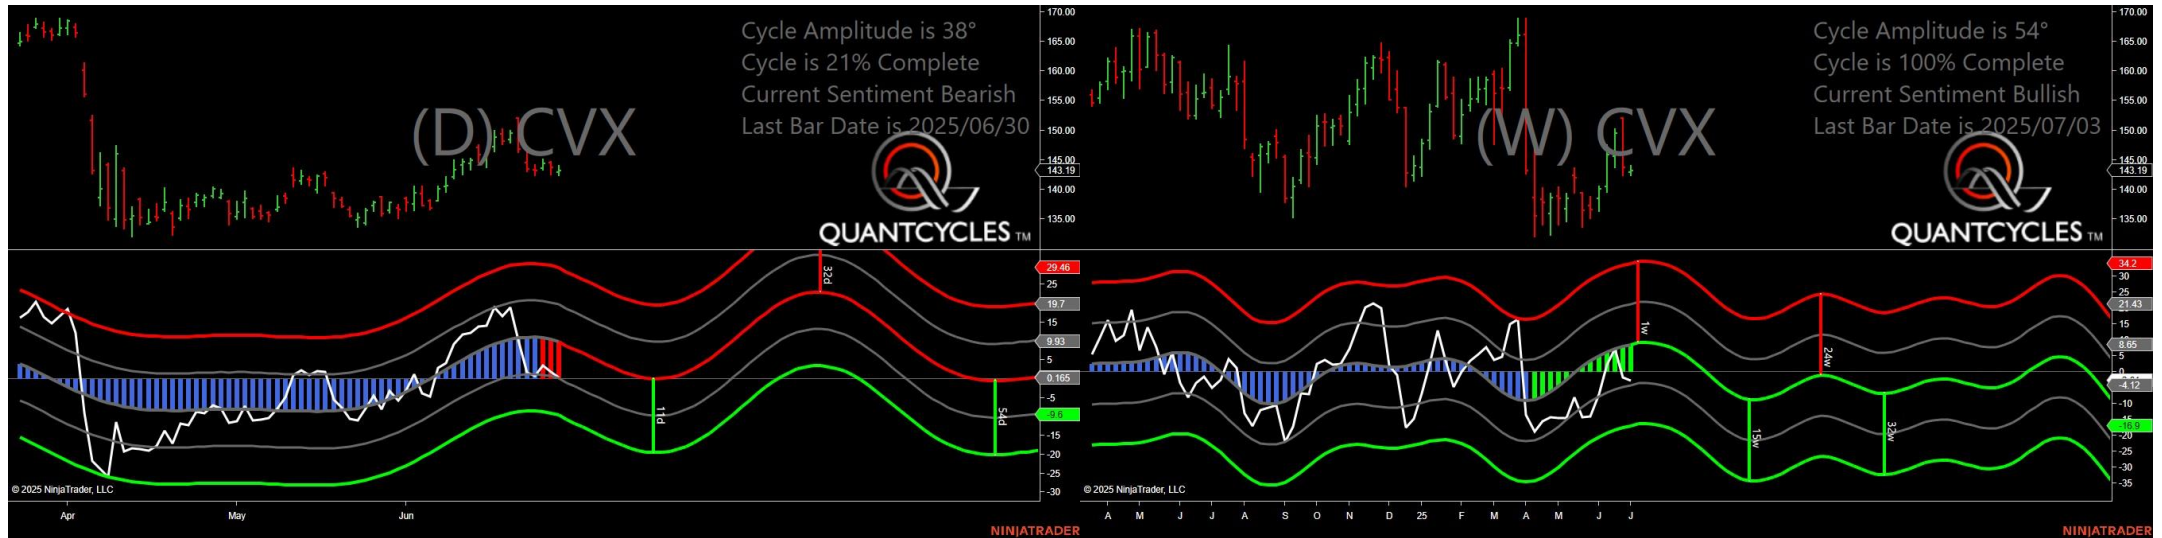 Cycle Amplitude is 38°
Cycle is 21% Complete
Current Sentiment Bearish
Last Bar Date is 2025/06/30
(D) CVX
QUANTCYCLES TM
170.00
165.00
160.00
155.00
150.00
145.00
143.19
140.00
135.00
29.46
25
19.7
15
9.93
5
0.165
-5
-9.6
-15
-20
-25
-30
32d
11d
54d
© 2025 NinjaTrader, LLC
Apr May Jun
NINJATRADER
Cycle Amplitude is 54°
Cycle is 100% Complete
Current Sentiment Bullish
Last Bar Date is 2025/07/03
(W) CVX
QUANTCYCLES TM
170.00
165.00
160.00
155.00
150.00
145.00
143.19
140.00
135.00
34.2
30
25
21.43
15
8.65
5
0
-4.12
-10
-16.9
-20
-25
-30
-35
1w
24w
15w
32w
© 2025 NinjaTrader, LLC
A M J J A S O N D 25 F M A M J J
NINJATRADER